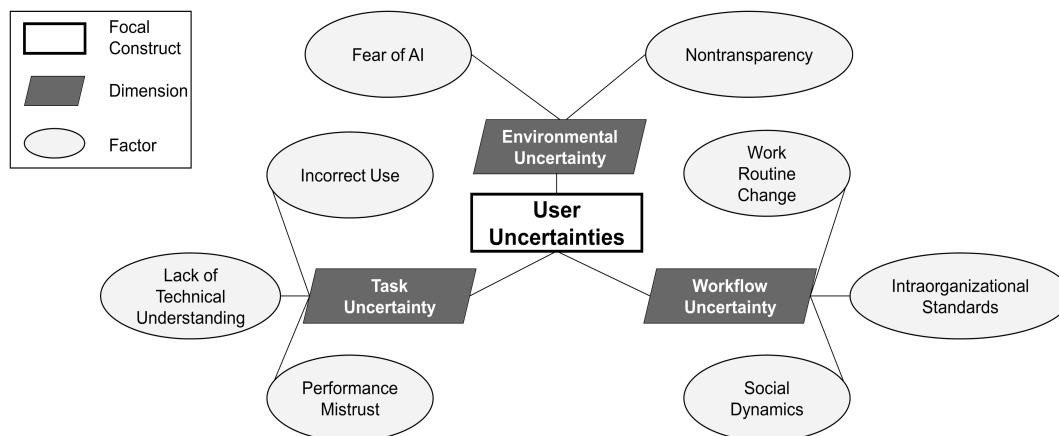 Focal
Construct
Dimension
Factor
Fear of AI
Nontransparency
Environmental
Uncertainty
Incorrect Use
Work
Routine
Change
User
Uncertainties
Lack of
Technical
Understanding
Task
Uncertainty
Workflow
Uncertainty
Intraorganizational
Standards
Performance
Mistrust
Social
Dynamics